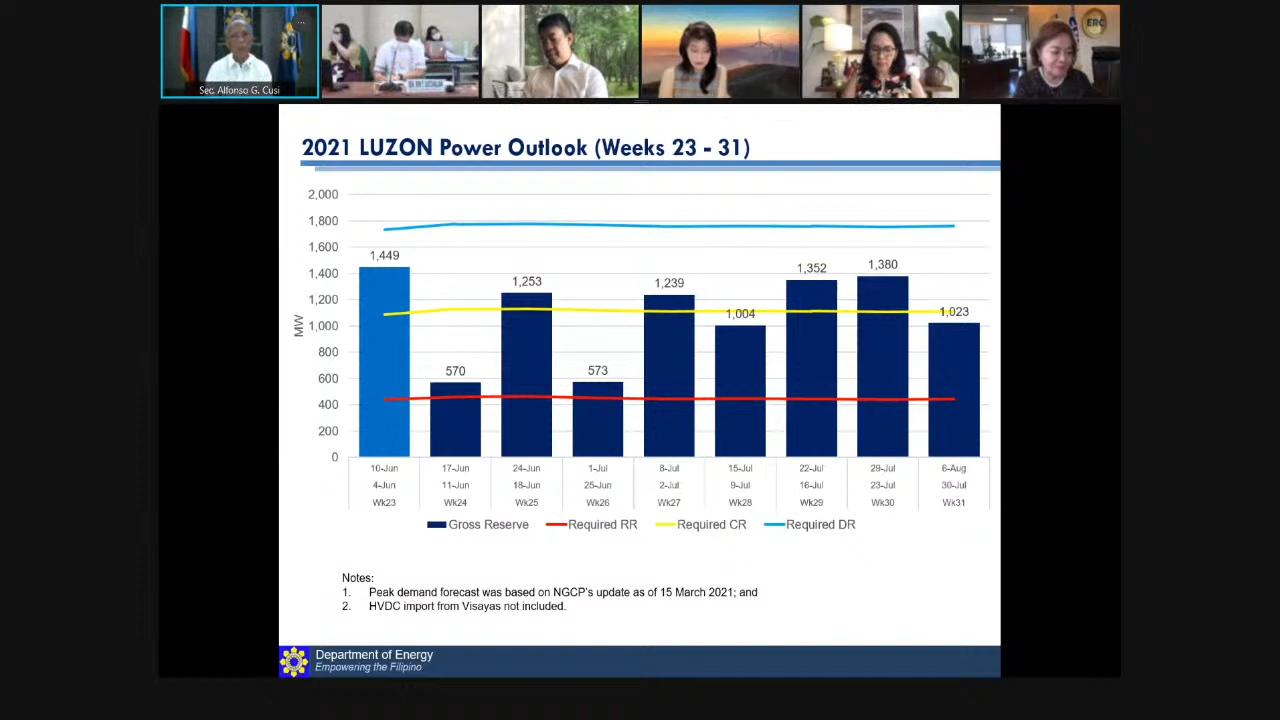 Sec. Alfonso G. Cusi
ERC
2021 LUZON Power Outlook (Weeks 23 - 31)
2,000
1,800
1,600
1,400
1,200
1,000
800
600
400
200
0
MW
1,449
570
1,253
573
1,239
1,004
1,352
1,380
1,023
10-Jun 17-Jun 24-Jun 1-Jul 8-Jul 15-Jul 22-Jul 29-Jul 6-Aug
4-Jun 11-Jun 18-Jun 25-Jun 2-Jul 9-Jul 16-Jul 23-Jul 30-Jul
Wk23 Wk24 Wk25 Wk26 Wk27 Wk28 Wk29 Wk30 Wk31
Gross Reserve Required RR Required CR Required DR
Notes:
1. Peak demand forecast was based on NGCP's update as of 15 March 2021; and
2. HVDC import from Visayas not included.
Department of Energy
Empowering the Filipino